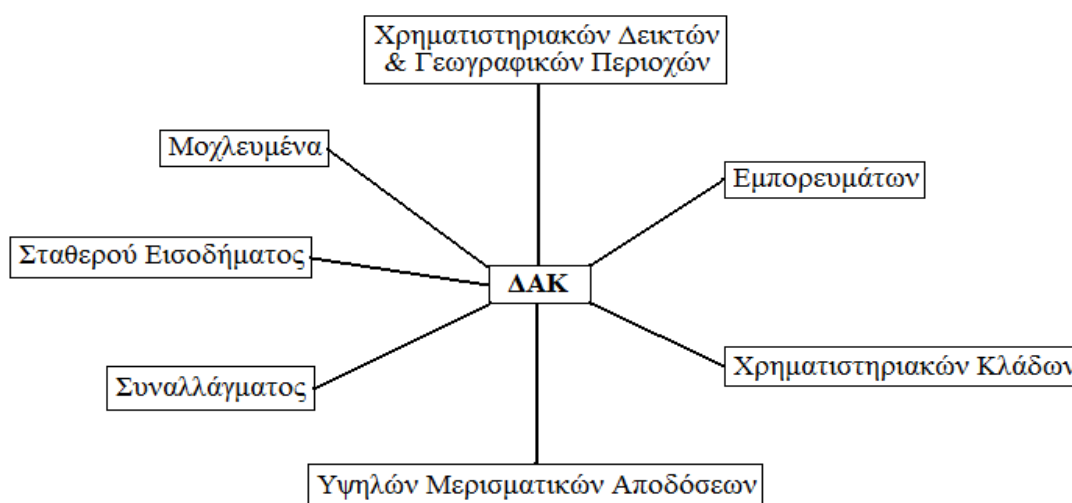 Χρηματιστηριακών Δεικτών
& Γεωγραφικών Περιοχών
Μοχλευμένα
Εμπορευμάτων
Σταθερού Εισοδήματος
ΔΑΚ
Χρηματιστηριακών Κλάδων
Συναλλάγματος
Υψηλών Μερισματικών Αποδόσεων